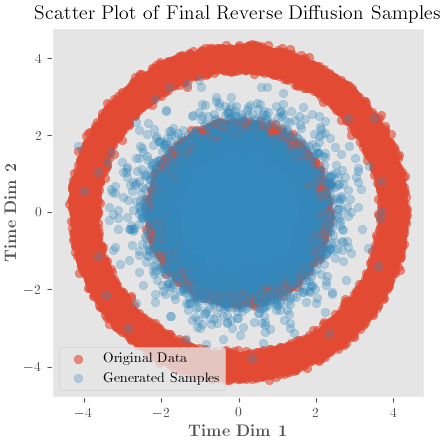 Scatter Plot of Final Reverse Diffusion Samples
4
2
0
−2
−4
Time Dim 2
Original Data
Generated Samples
−4 −2 0 2 4
Time Dim 1